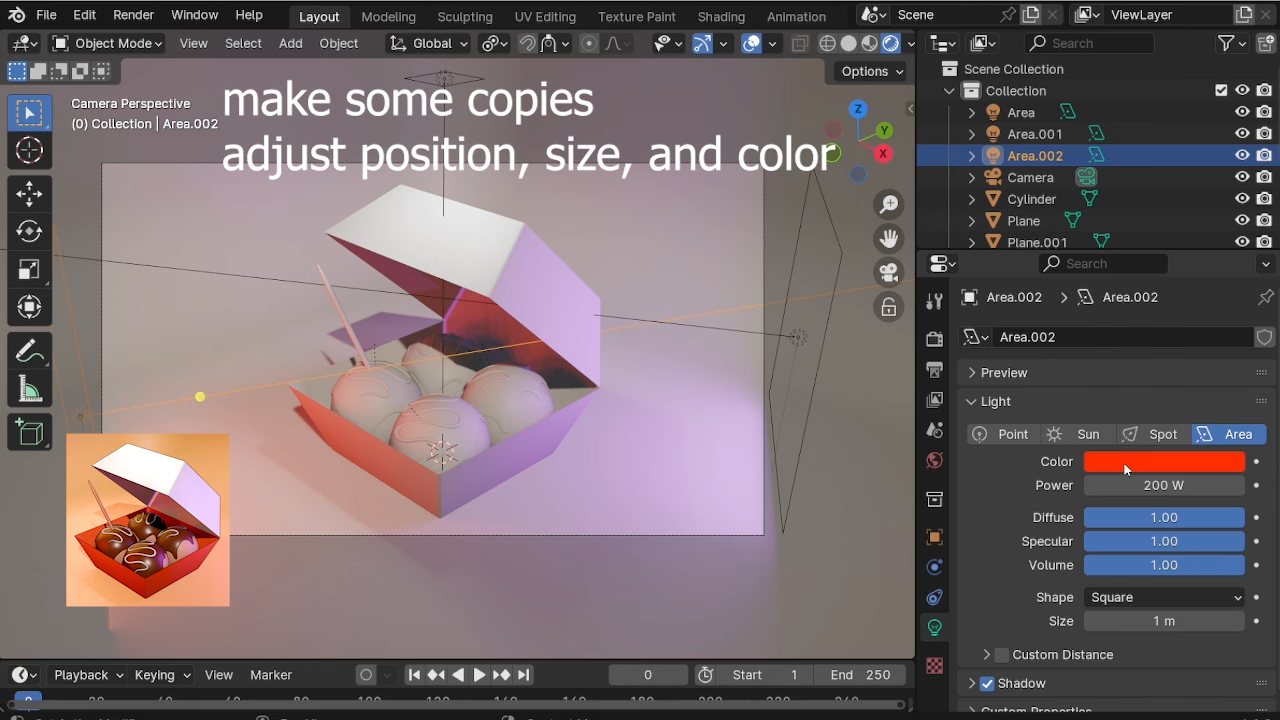 File Edit Render Window Help Layout Modeling Sculpting UV Editing Texture Paint Shading Animation Scene ViewLayer
Object Mode View Select Add Object Global Search
Options
make some copies
adjust position, size, and color
Camera Perspective
(0) Collection | Area.002
Z
Y
X
Scene Collection
Collection
Area
Area.001
Area.002
Camera
Cylinder
Plane
Plane.001
Search
Area.002 > Area.002
Area.002
Preview
Light
Point Sun Spot Area
Color
Power 200 W
Diffuse 1.00
Specular 1.00
Volume 1.00
Shape Square
Size 1 m
Custom Distance
Shadow
Playback Keying View Marker 0 Start 1 End 250
0